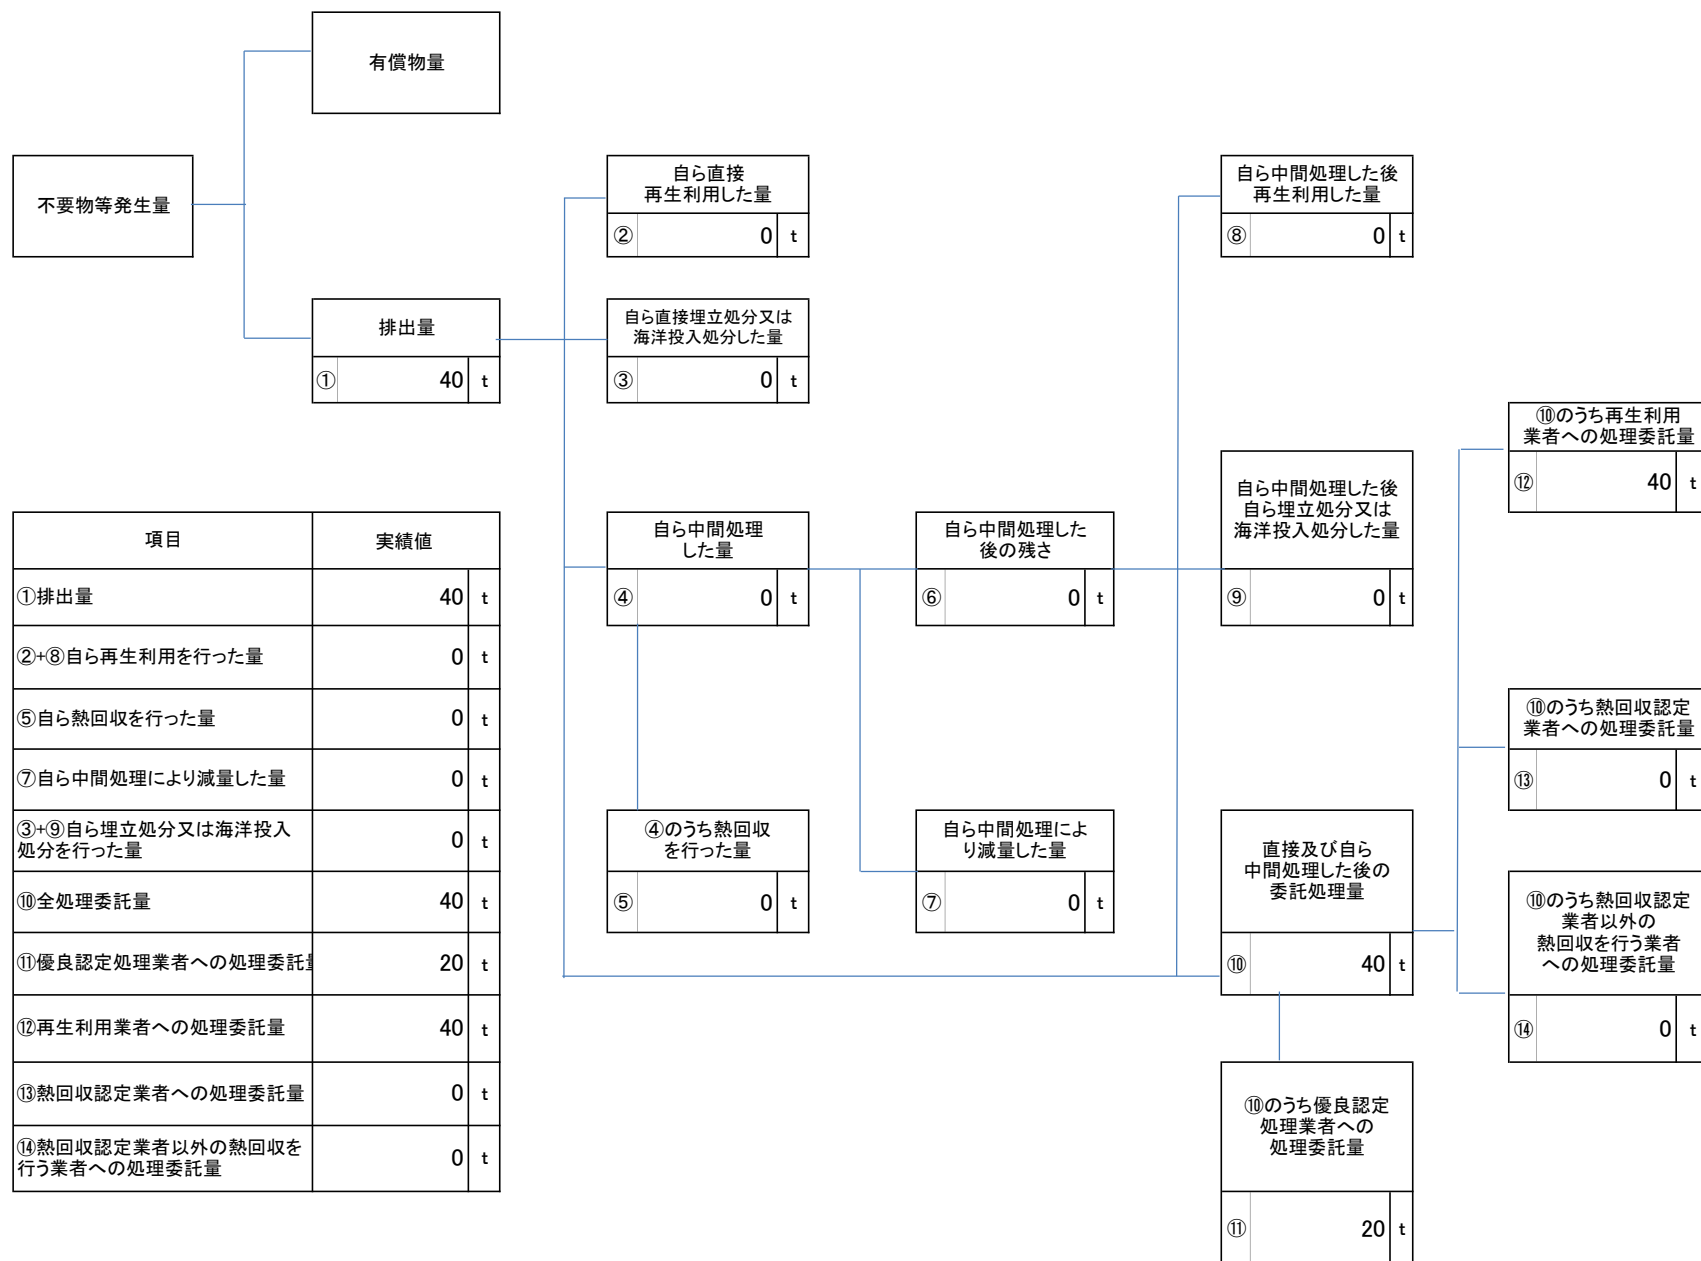 有償物量
不要物等発生量
排出量
① 40 t
自ら直接
再生利用した量
② 0 t
自ら直接埋立処分又は
海洋投入処分した量
③ 0 t
自ら中間処理
した量
④ 0 t
④のうち熱回収
を行った量
⑤ 0 t
自ら中間処理した
後の残さ
⑥ 0 t
自ら中間処理によ
り減量した量
⑦ 0 t
自ら中間処理した後
再生利用した量
⑧ 0 t
自ら中間処理した後
自ら埋立処分又は
海洋投入処分した量
⑨ 0 t
直接及び自ら
中間処理した後の
委託処理量
⑩ 40 t
⑩のうち優良認定
処理業者への
処理委託量
⑪ 20 t
⑩のうち再生利用
業者への処理委託量
⑫ 40 t
⑩のうち熱回収認定
業者への処理委託量
⑬ 0 t
⑩のうち熱回収認定
業者以外の
熱回収を行う業者
への処理委託量
⑭ 0 t
項目 実績値
①排出量 40 t
②+⑧自ら再生利用を行った量 0 t
⑤自ら熱回収を行った量 0 t
⑦自ら中間処理により減量した量 0 t
③+⑨自ら埋立処分又は海洋投入
処分を行った量 0 t
⑩全処理委託量 40 t
⑪優良認定処理業者への処理委託 20 t
⑫再生利用業者への処理委託量 40 t
⑬熱回収認定業者への処理委託量 0 t
⑭熱回収認定業者以外の熱回収を
行う業者への処理委託量 0 t